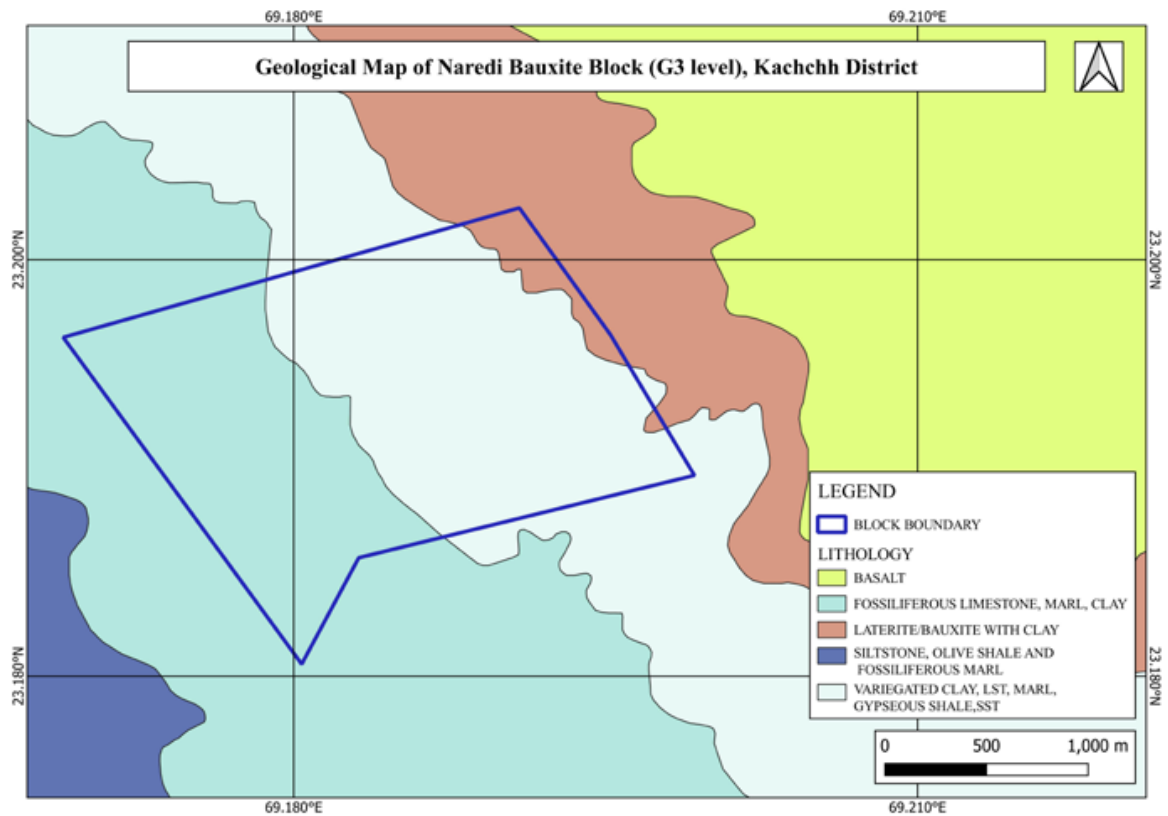 69.180°E
69.210°E
Geological Map of Naredi Bauxite Block (G3 level), Kachchh District
23.200°N
23.200°N
LEGEND
BLOCK BOUNDARY
LITHOLOGY
BASALT
FOSSILIFEROUS LIMESTONE, MARL, CLAY
LATERITE/BAUXITE WITH CLAY
SILTSTONE, OLIVE SHALE AND
FOSSILIFEROUS MARL
VARIEGATED CLAY, LST, MARL,
GYPSEOUS SHALE,SST
23.180°N
23.180°N
0 500 1,000 m
69.180°E
69.210°E